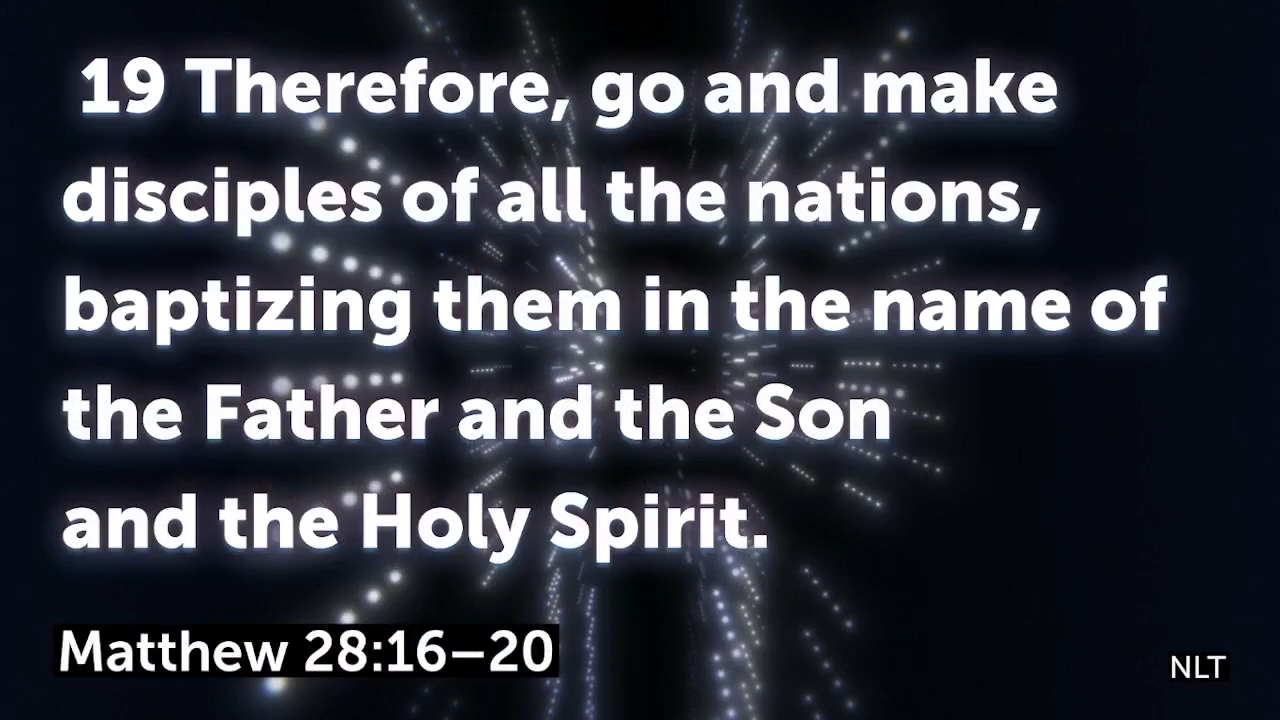 19 Therefore, go and make
disciples of all the nations,
baptizing them in the name of
the Father and the Son
and the Holy Spirit.
Matthew 28:16–20
NLT